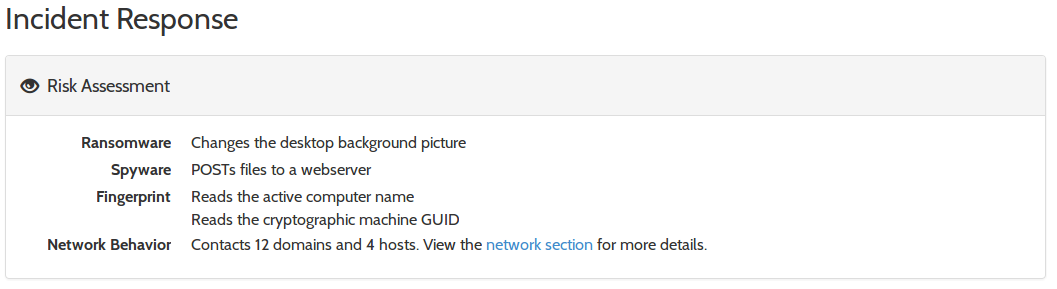 Incident Response
Risk Assessment
Ransomware Changes the desktop background picture
Spyware POSTs files to a webserver
Fingerprint Reads the active computer name
Reads the cryptographic machine GUID
Network Behavior Contacts 12 domains and 4 hosts. View the network section for more details.